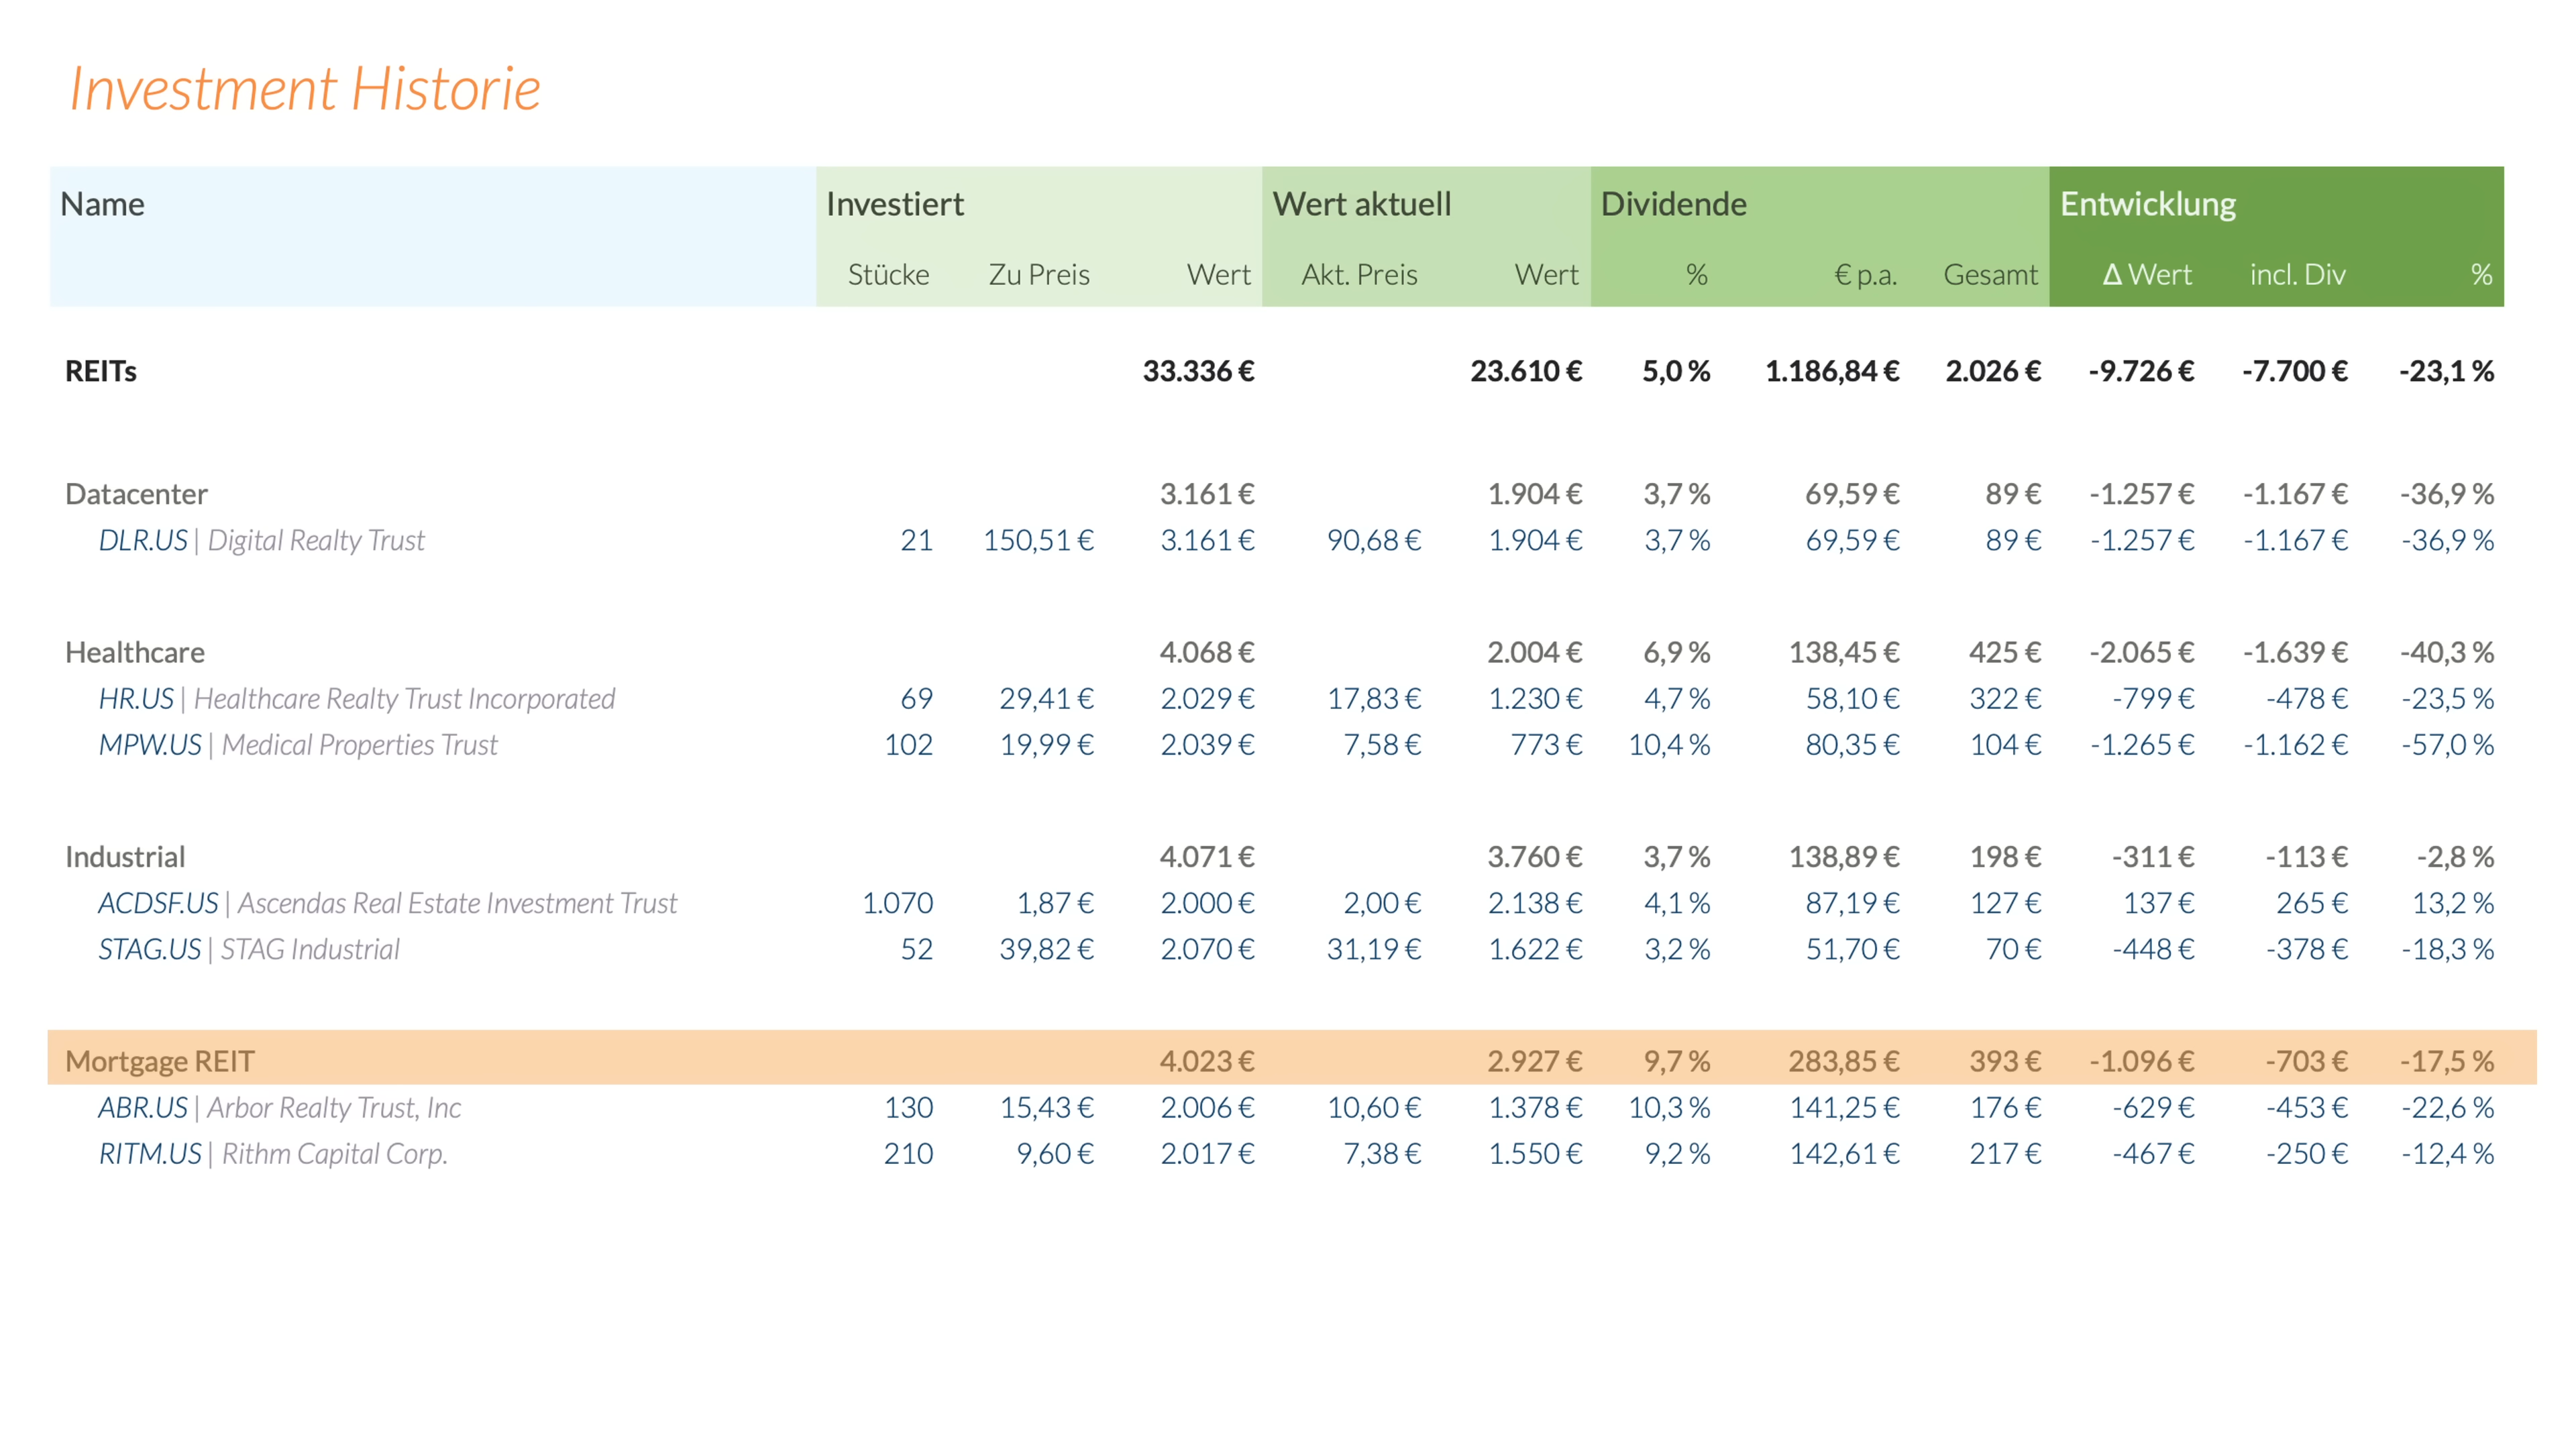 Investment Historie
Name Investiert Wert aktuell Dividende Entwicklung
Stücke Zu Preis Wert Akt. Preis Wert % € p.a. Gesamt Δ Wert incl. Div %
REITs 33.336 € 23.610 € 5,0 % 1.186,84 € 2.026 € -9.726 € -7.700 € -23,1 %
Datacenter 3.161 € 1.904 € 3,7 % 69,59 € 89 € -1.257 € -1.167 € -36,9 %
DLR.US | Digital Realty Trust 21 150,51 € 3.161 € 90,68 € 1.904 € 3,7 % 69,59 € 89 € -1.257 € -1.167 € -36,9 %
Healthcare 4.068 € 2.004 € 6,9 % 138,45 € 425 € -2.065 € -1.639 € -40,3 %
HR.US | Healthcare Realty Trust Incorporated 69 29,41 € 2.029 € 17,83 € 1.230 € 4,7 % 58,10 € 322 € -799 € -478 € -23,5 %
MPW.US | Medical Properties Trust 102 19,99 € 2.039 € 7,58 € 773 € 10,4 % 80,35 € 104 € -1.265 € -1.162 € -57,0 %
Industrial 4.071 € 3.760 € 3,7 % 138,89 € 198 € -311 € -113 € -2,8 %
ACDSF.US | Ascendas Real Estate Investment Trust 1.070 1,87 € 2.000 € 2,00 € 2.138 € 4,1 % 87,19 € 127 € 137 € 265 € 13,2 %
STAG.US | STAG Industrial 52 39,82 € 2.070 € 31,19 € 1.622 € 3,2 % 51,70 € 70 € -448 € -378 € -18,3 %
Mortgage REIT 4.023 € 2.927 € 9,7 % 283,85 € 393 € -1.096 € -703 € -17,5 %
ABR.US | Arbor Realty Trust, Inc 130 15,43 € 2.006 € 10,60 € 1.378 € 10,3 % 141,25 € 176 € -629 € -453 € -22,6 %
RITM.US | Rithm Capital Corp. 210 9,60 € 2.017 € 7,38 € 1.550 € 9,2 % 142,61 € 217 € -467 € -250 € -12,4 %